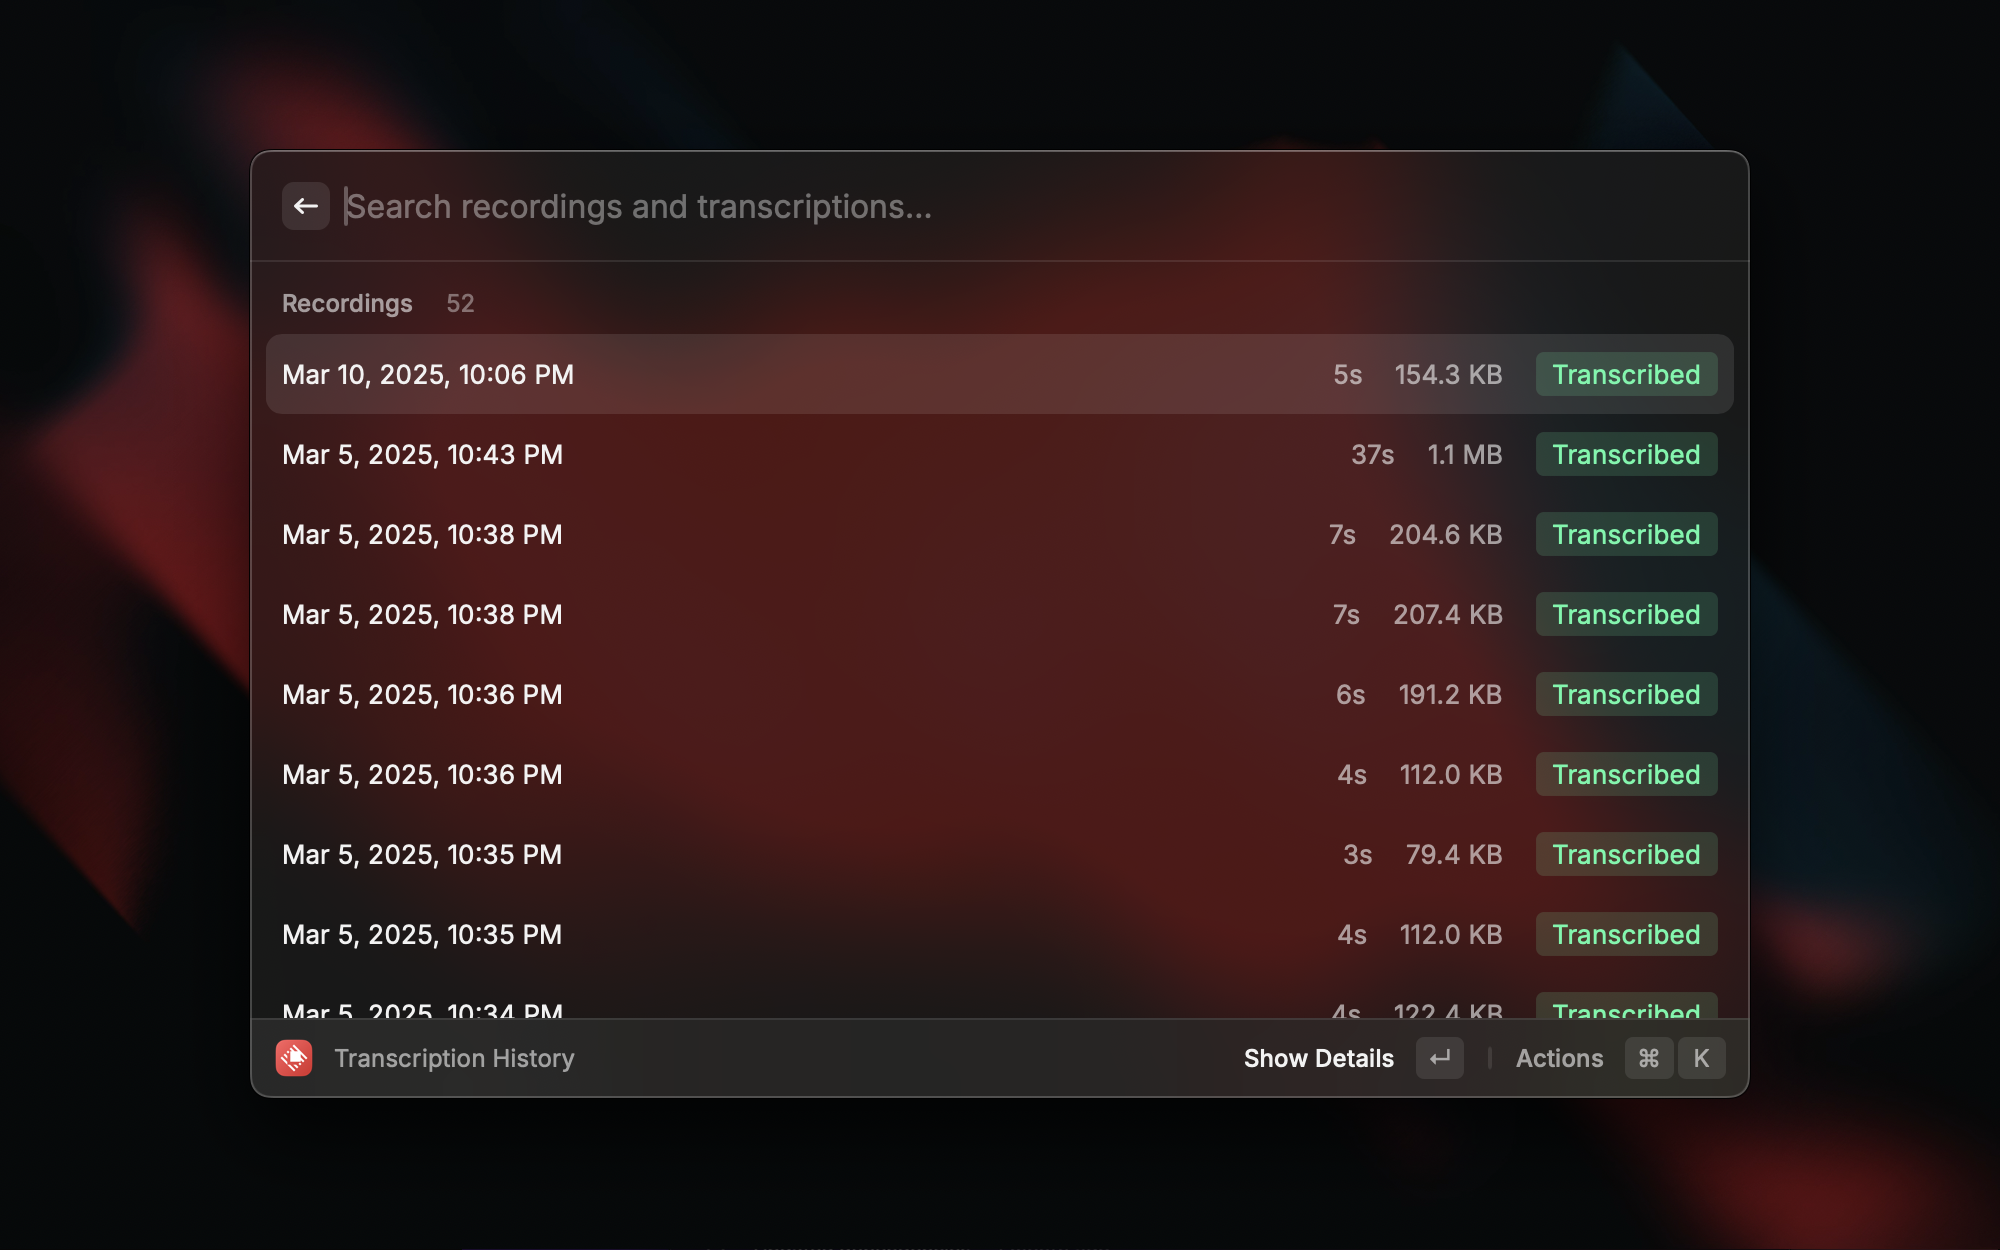 Search recordings and transcriptions...
Recordings 52
Mar 10, 2025, 10:06 PM 5s 154.3 KB Transcribed
Mar 5, 2025, 10:43 PM 37s 1.1 MB Transcribed
Mar 5, 2025, 10:38 PM 7s 204.6 KB Transcribed
Mar 5, 2025, 10:38 PM 7s 207.4 KB Transcribed
Mar 5, 2025, 10:36 PM 6s 191.2 KB Transcribed
Mar 5, 2025, 10:36 PM 4s 112.0 KB Transcribed
Mar 5, 2025, 10:35 PM 3s 79.4 KB Transcribed
Mar 5, 2025, 10:35 PM 4s 112.0 KB Transcribed
Mar 5, 2025, 10:34 PM 4s 122.4 KB Transcribed
Transcription History Show Details ↵ Actions ⌘ K